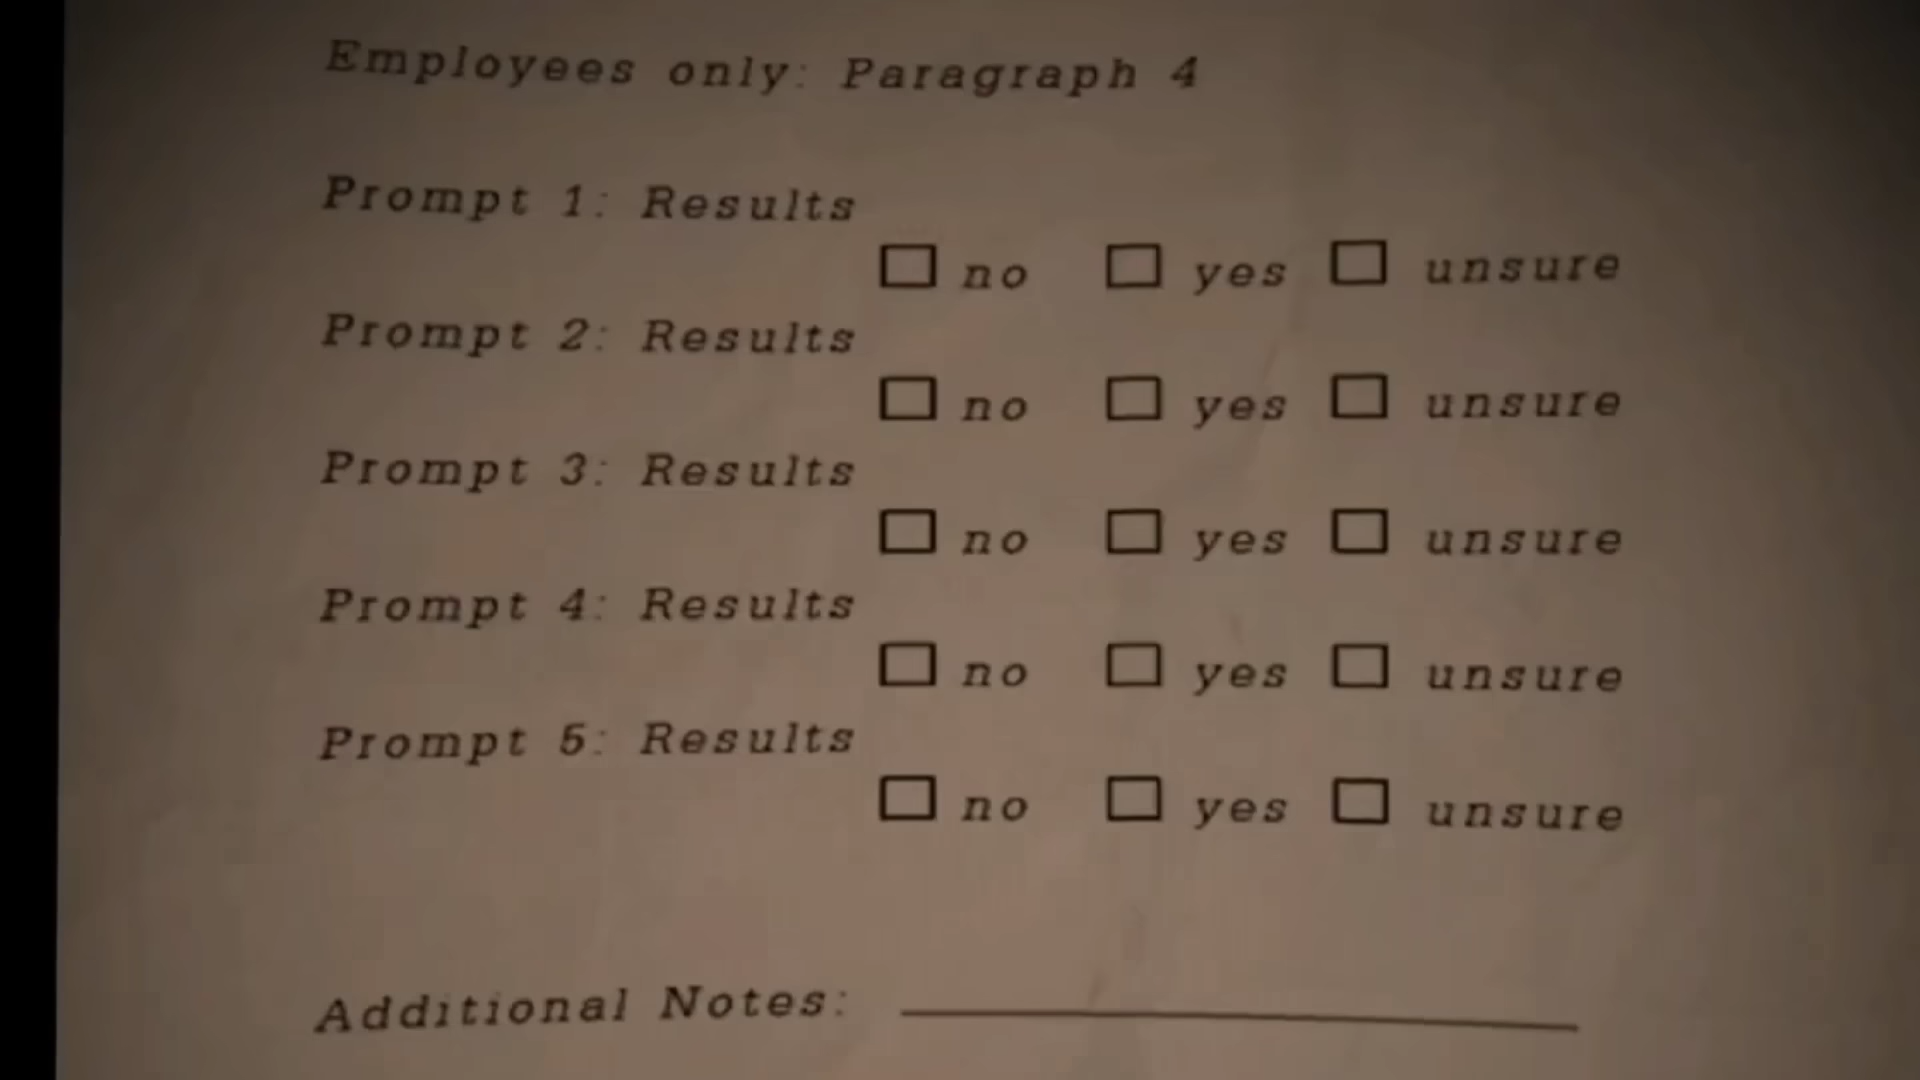 Employees only: Paragraph 4
Prompt 1: Results
no yes unsure
Prompt 2: Results
no yes unsure
Prompt 3: Results
no yes unsure
Prompt 4: Results
no yes unsure
Prompt 5: Results
no yes unsure
Additional Notes: